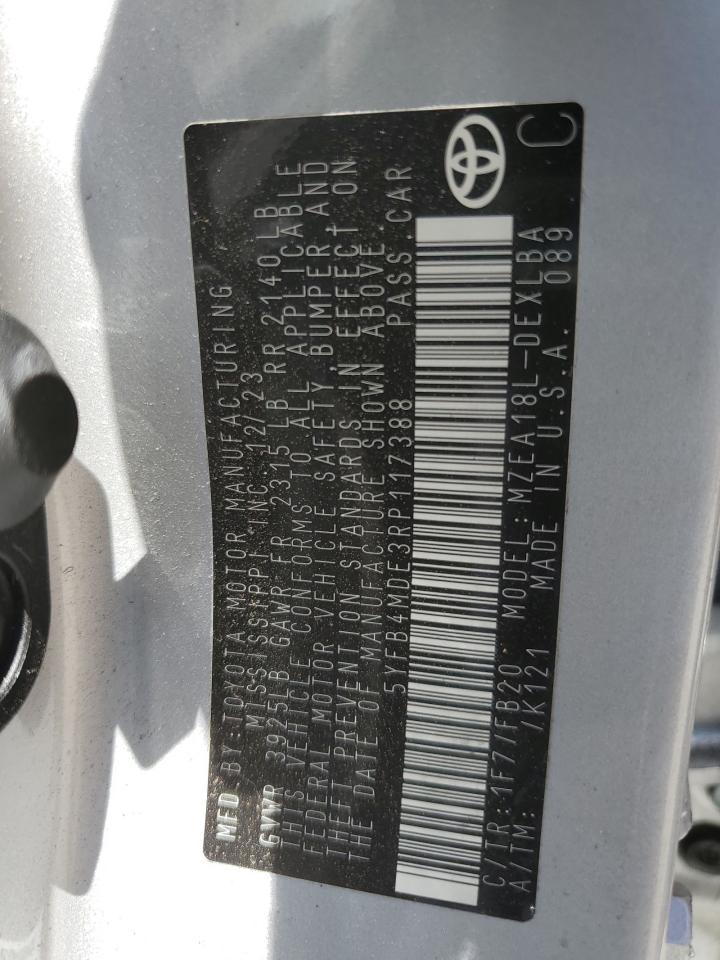 MFD BY:TOYOTA MOTOR MANUFACTURING
MISSISSIPPI,INC.12/23
GVWR 3925LB GAWR FR 2315 LB RR 2140LB
THIS VEHICLE CONFORMS TO ALL APPLICABLE
FEDERAL MOTOR VEHICLE SAFETY, BUMPER, AND
THEFT PREVENTION STANDARDS IN EFFECT ON
THE DATE OF MANUFACTURE SHOWN ABOVE.
5YFB4MDE3RP117388 PASS.CAR
C/TR:1F7/FB20 MODEL:MZEA18L-DEXLBA
A/TM: /K121 MADE IN U.S.A. 089
C